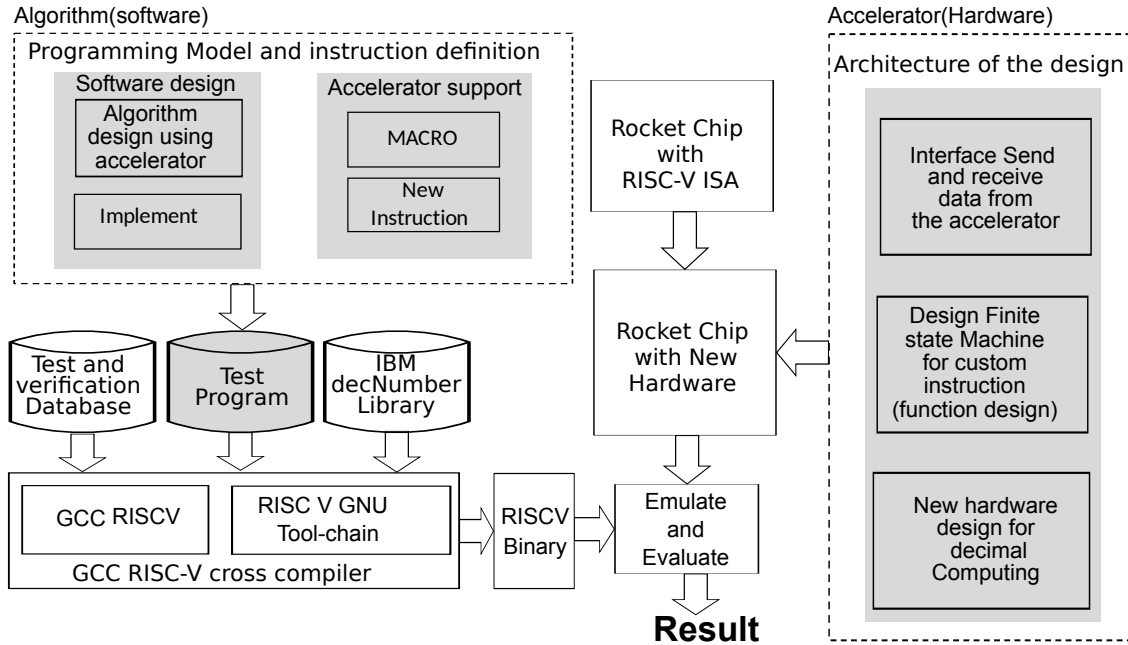 Algorithm(software)
Programming Model and instruction definition
Software design
Algorithm
design using
accelerator
Implement
Accelerator support
MACRO
New
Instruction
Test and
verification
Database
Test
Program
IBM
decNumber
Library
GCC RISCV
RISC V GNU
Tool-chain
GCC RISC-V cross compiler
RISCV
Binary
Rocket Chip
with
RISC-V ISA
Rocket Chip
with New
Hardware
Emulate
and
Evaluate
Result
Accelerator(Hardware)
Architecture of the design
Interface Send
and receive
data from
the accelerator
Design Finite
state Machine
for custom
instruction
(function design)
New hardware
design for
decimal
Computing